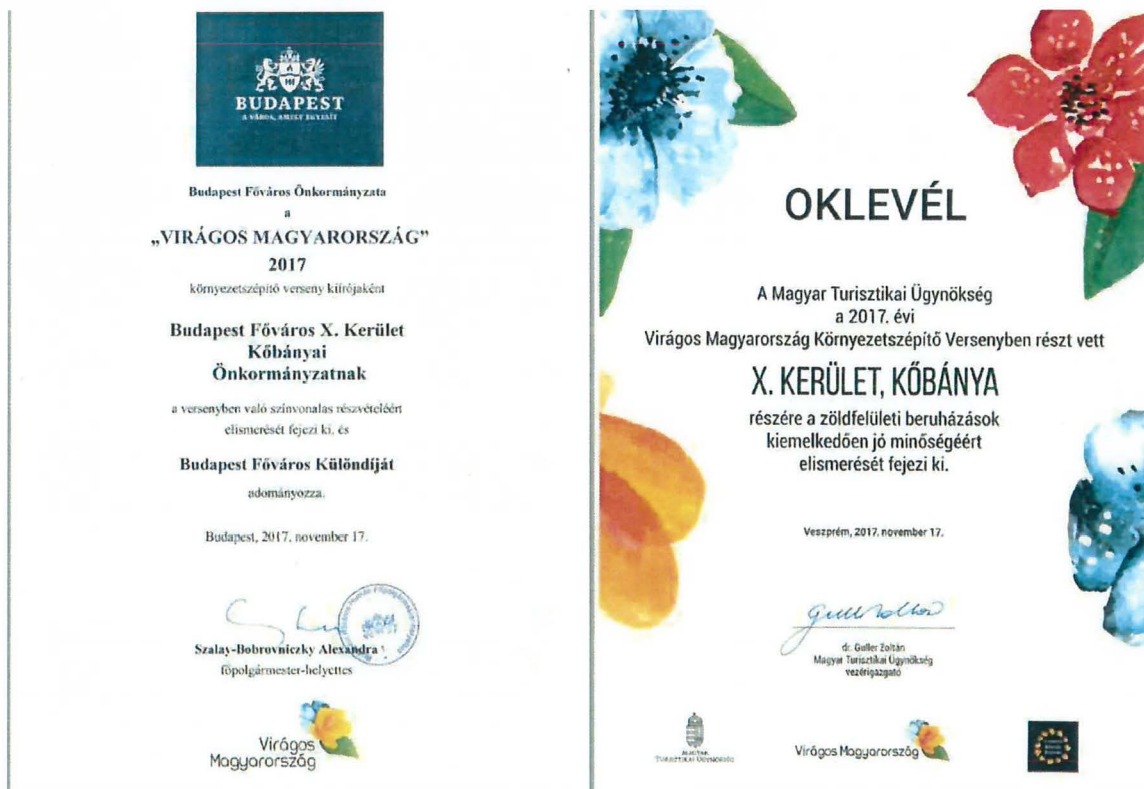 BUDAPEST
A VÁROS, AMELY EGYESÍT
Budapest Főváros Önkormányzata
a
„VIRÁGOS MAGYARORSZÁG”
2017
környezetszépítő verseny kiírójaként
Budapest Főváros X. Kerület
Kőbányai
Önkormányzatnak
a versenyben való színvonalas részvételéért
elismerését fejezi ki, és
Budapest Főváros Különdíját
adományozza.
Budapest, 2017. november 17.
Szalay-Bobrovniczky Alexandra
főpolgármester-helyettes
Virágos
Magyarország
OKLEVÉL
A Magyar Turisztikai Ügynökség
a 2017. évi
Virágos Magyarország Környezetszépítő Versenyben részt vett
X. KERÜLET, KŐBÁNYA
részére a zöldfelületi beruházások
kiemelkedően jó minőségéért
elismerését fejezi ki.
Veszprém, 2017. november 17.
dr. Guller Zoltán
Magyar Turisztikai Ügynökség
vezérigazgató
MAGYAR
TURISZTIKAI ÜGYNÖKSÉG
Virágos Magyarország